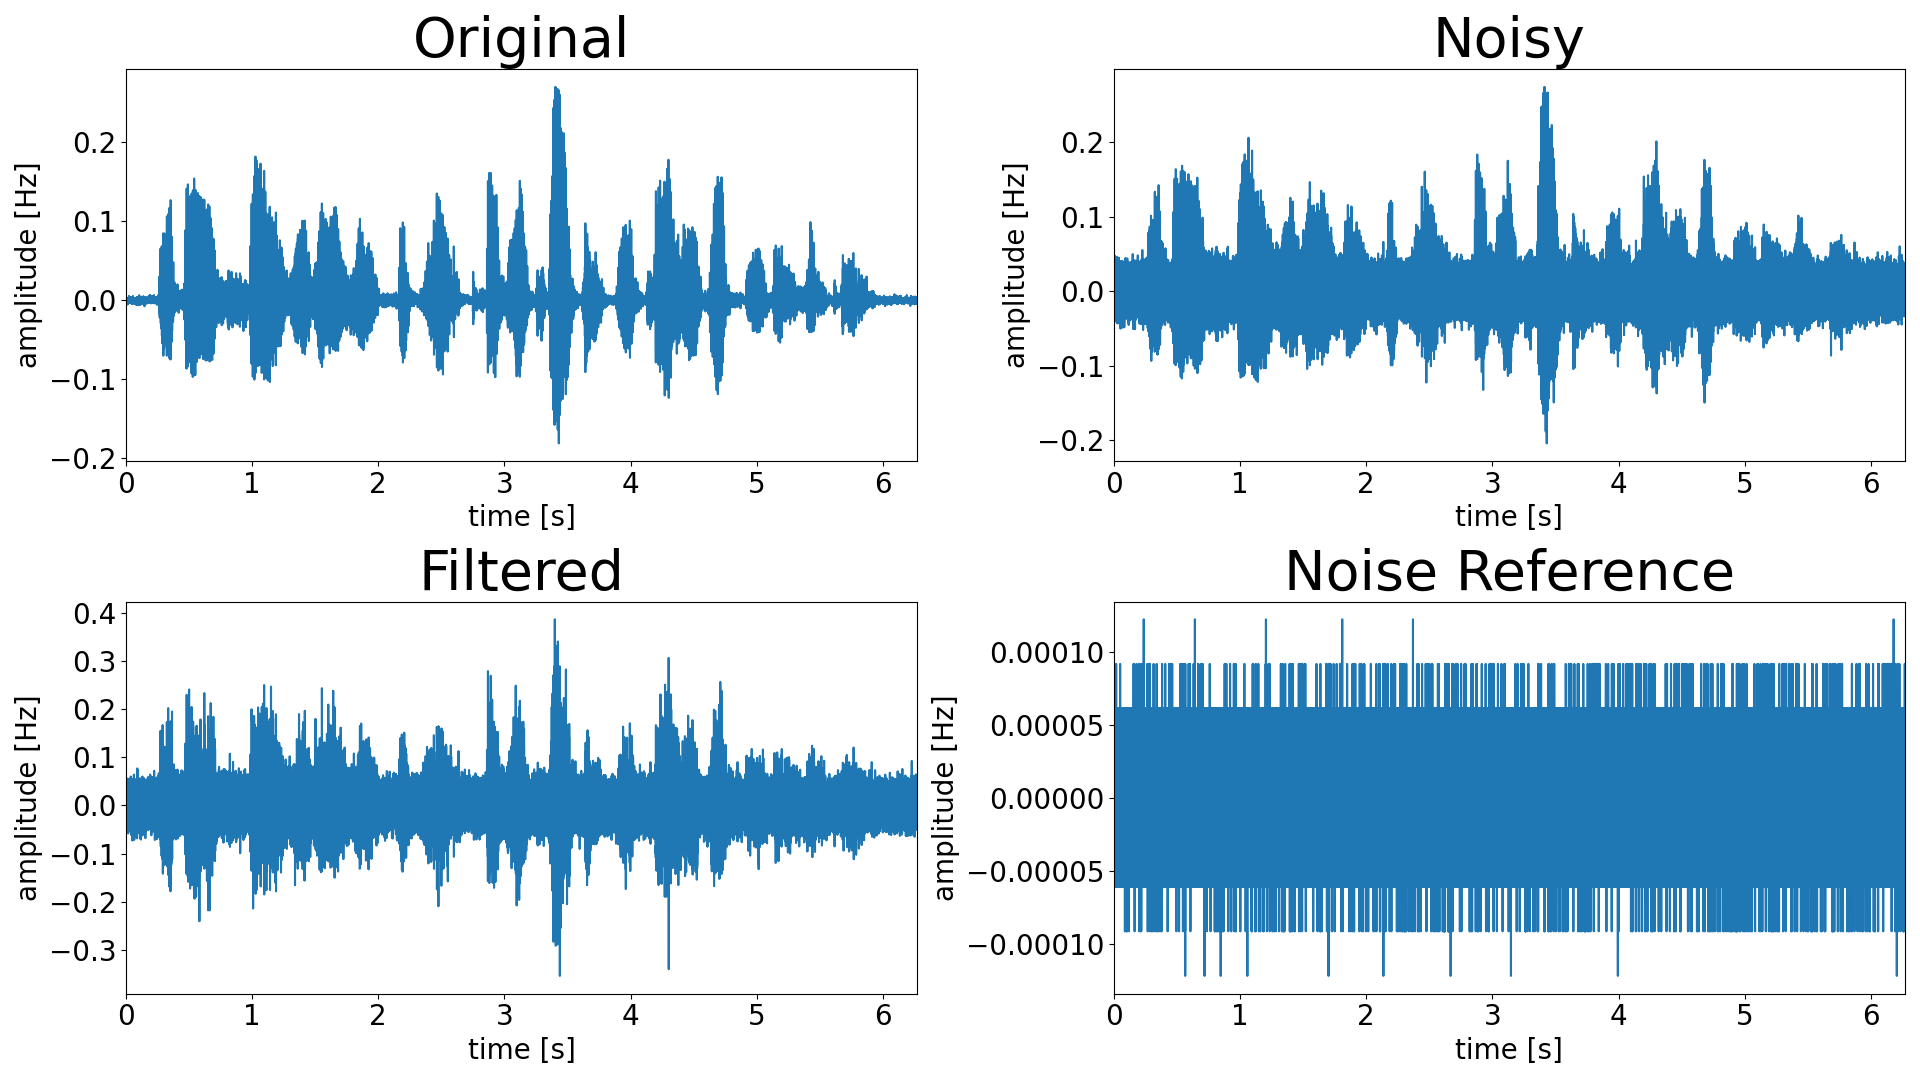 Original
0.2
0.1
0.0
−0.1
−0.2
amplitude [Hz]
0 1 2 3 4 5 6
time [s]
Noisy
0.2
0.1
0.0
−0.1
−0.2
amplitude [Hz]
0 1 2 3 4 5 6
time [s]
Filtered
0.4
0.3
0.2
0.1
0.0
−0.1
−0.2
−0.3
amplitude [Hz]
0 1 2 3 4 5 6
time [s]
Noise Reference
0.00010
0.00005
0.00000
−0.00005
−0.00010
amplitude [Hz]
0 1 2 3 4 5 6
time [s]